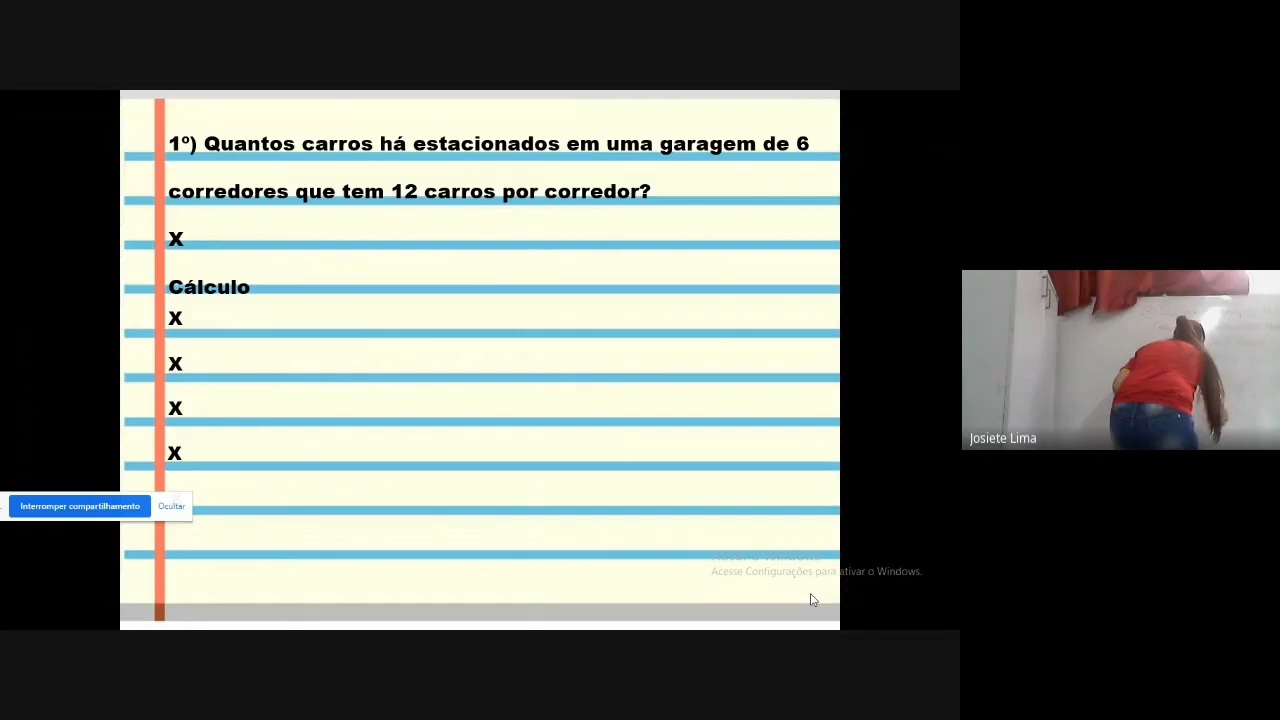 1º) Quantos carros há estacionados em uma garagem de 6
corredores que tem 12 carros por corredor?
X
Cálculo
X
X
X
X
Interromper compartilhamento Ocultar
Acesse Configurações para ativar o Windows.
Josiete Lima